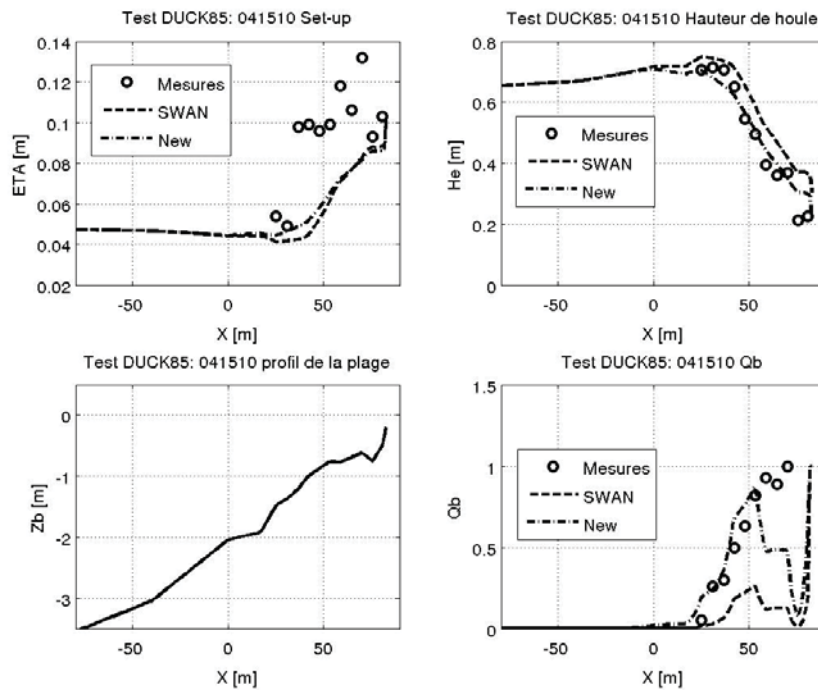 Test DUCK85: 041510 Set-up
0.14
0.12
0.1
0.08
0.06
0.04
0.02
ETA [m]
Mesures
SWAN
New
-50
0
50
X [m]
Test DUCK85: 041510 Hauteur de houle
0.8
0.6
0.4
0.2
0
He [m]
Mesures
SWAN
New
-50
0
50
X [m]
Test DUCK85: 041510 profil de la plage
0
-1
-2
-3
Zb [m]
-50
0
50
X [m]
Test DUCK85: 041510 Qb
1.5
1
0.5
0
Qb
Mesures
SWAN
New
-50
0
50
X [m]